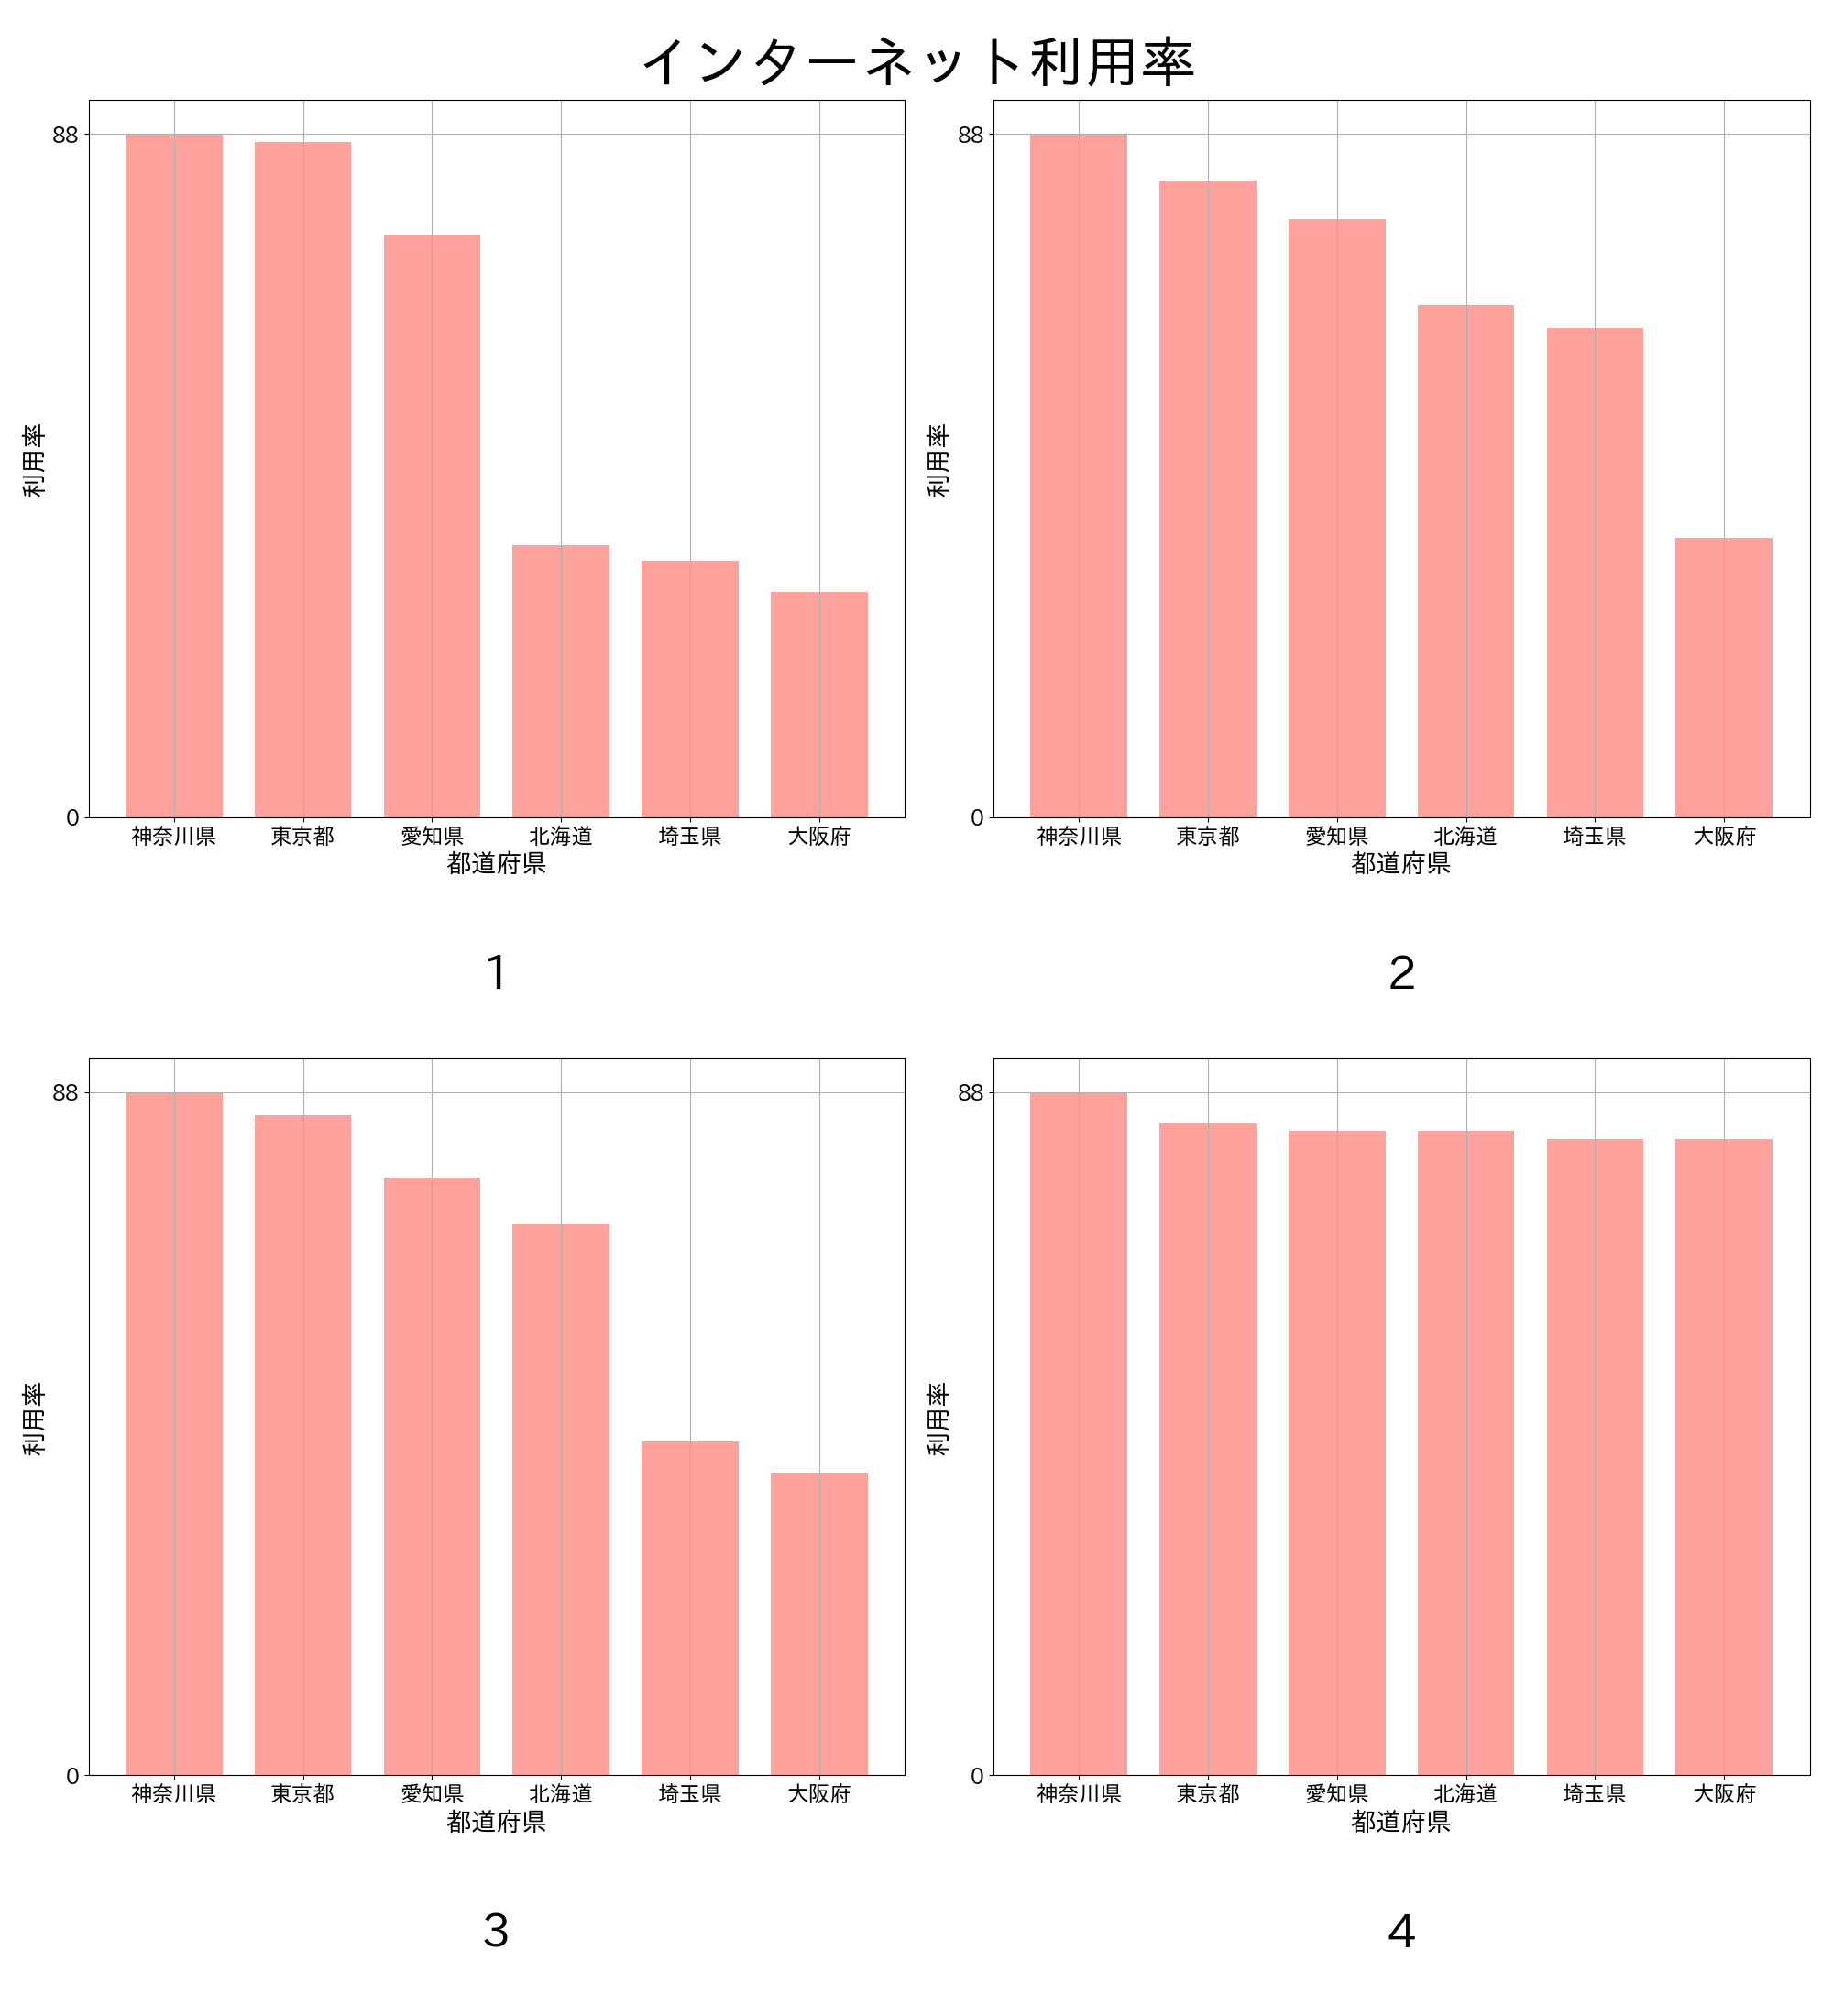 インターネット利用率
88
0
利用率
神奈川県 東京都 愛知県 北海道 埼玉県 大阪府
都道府県
1
88
0
利用率
神奈川県 東京都 愛知県 北海道 埼玉県 大阪府
都道府県
2
88
0
利用率
神奈川県 東京都 愛知県 北海道 埼玉県 大阪府
都道府県
3
88
0
利用率
神奈川県 東京都 愛知県 北海道 埼玉県 大阪府
都道府県
4